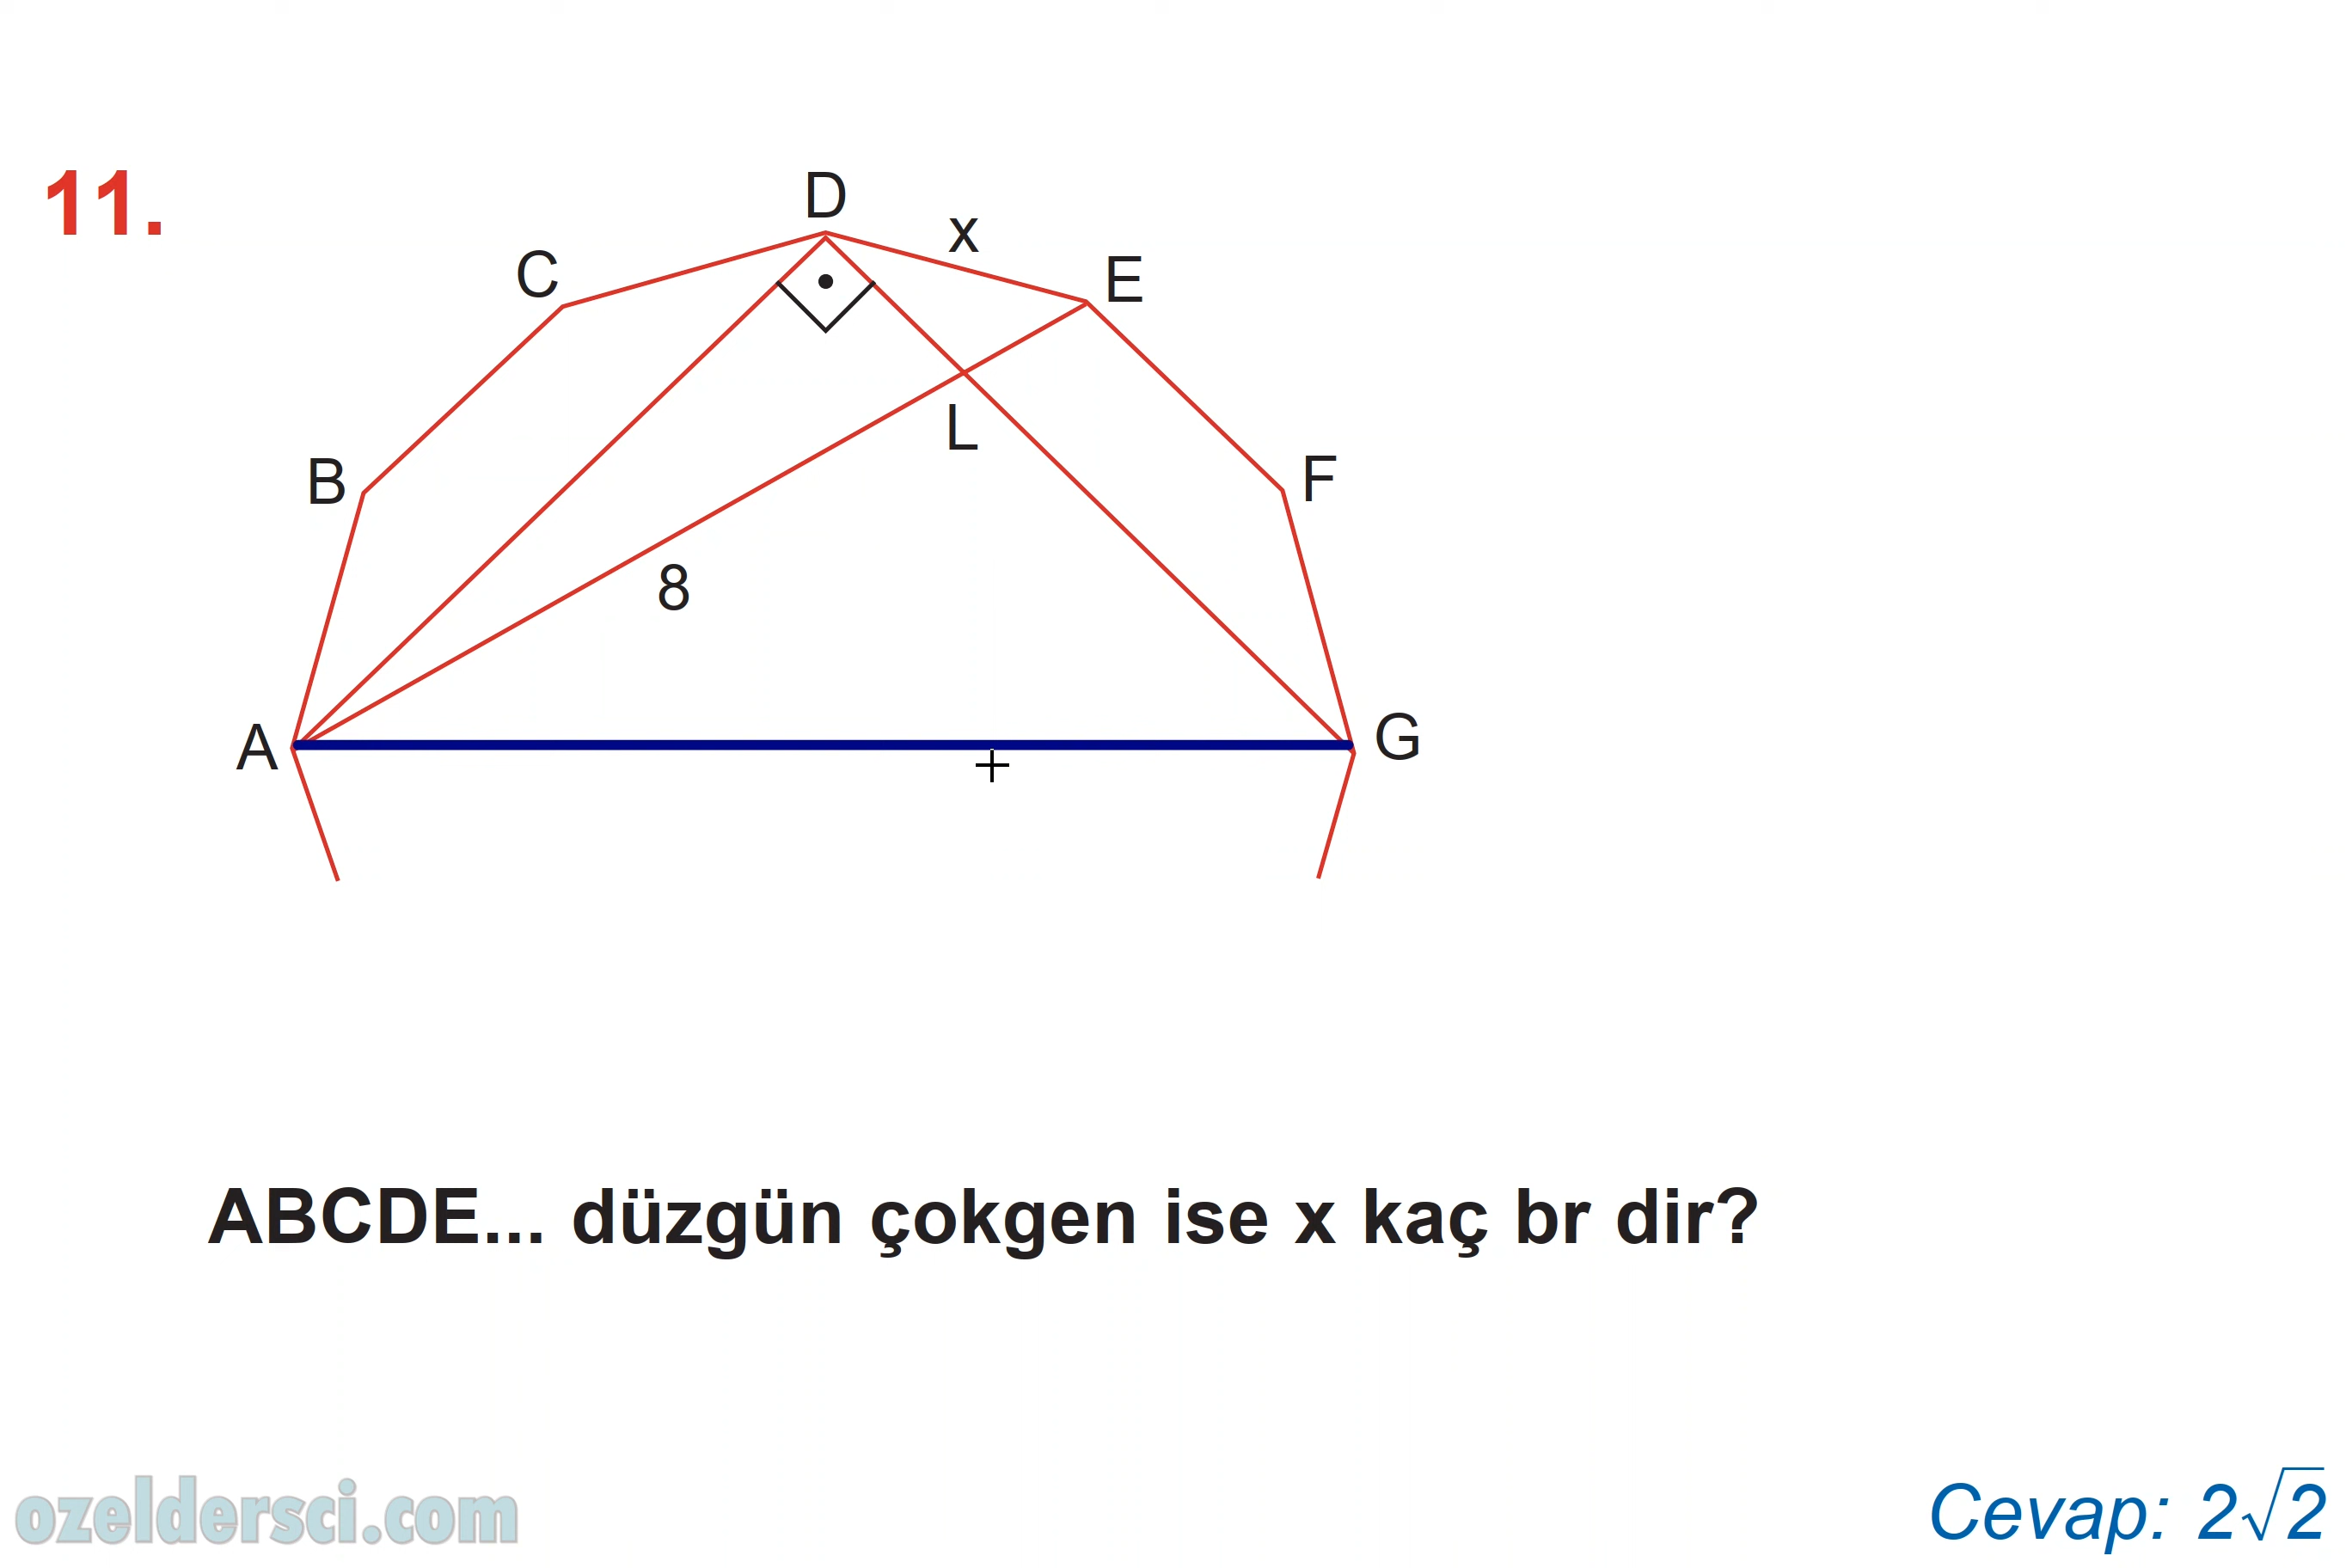 11.
D
x
C
E
B
F
L
8
A
G
ABCDE... düzgün çokgen ise x kaç br dir?
ozeldersci.com
Cevap: 2√2